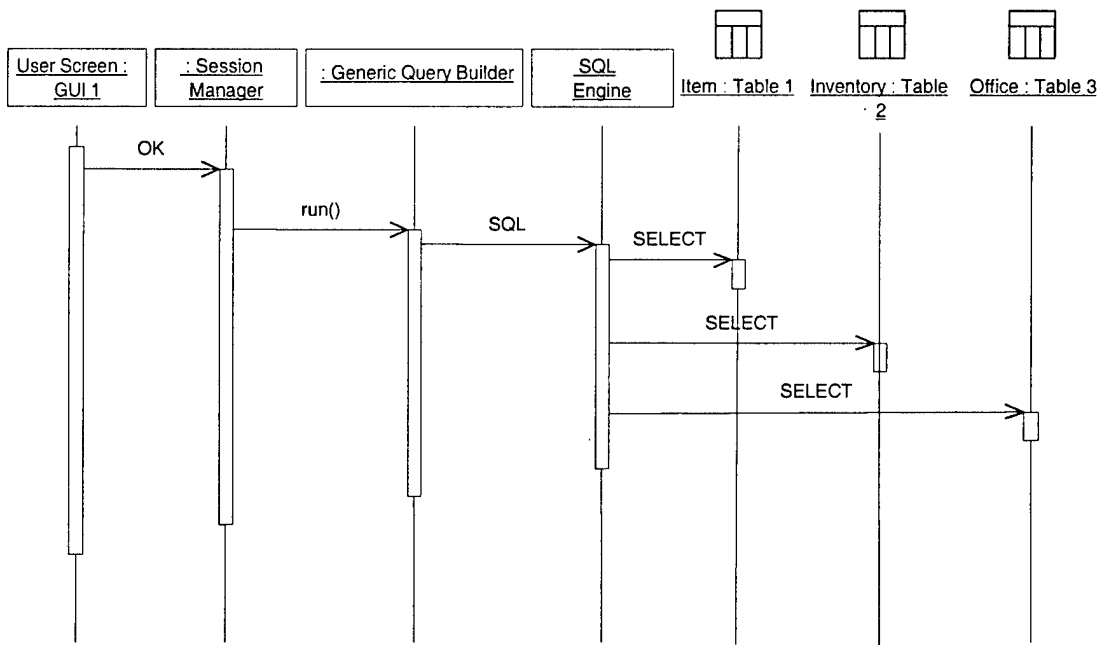 User Screen :
GUI 1
: Session
Manager
: Generic Query Builder
SQL
Engine
Item : Table 1
Inventory : Table
2
Office : Table 3
OK
run()
SQL
SELECT
SELECT
SELECT